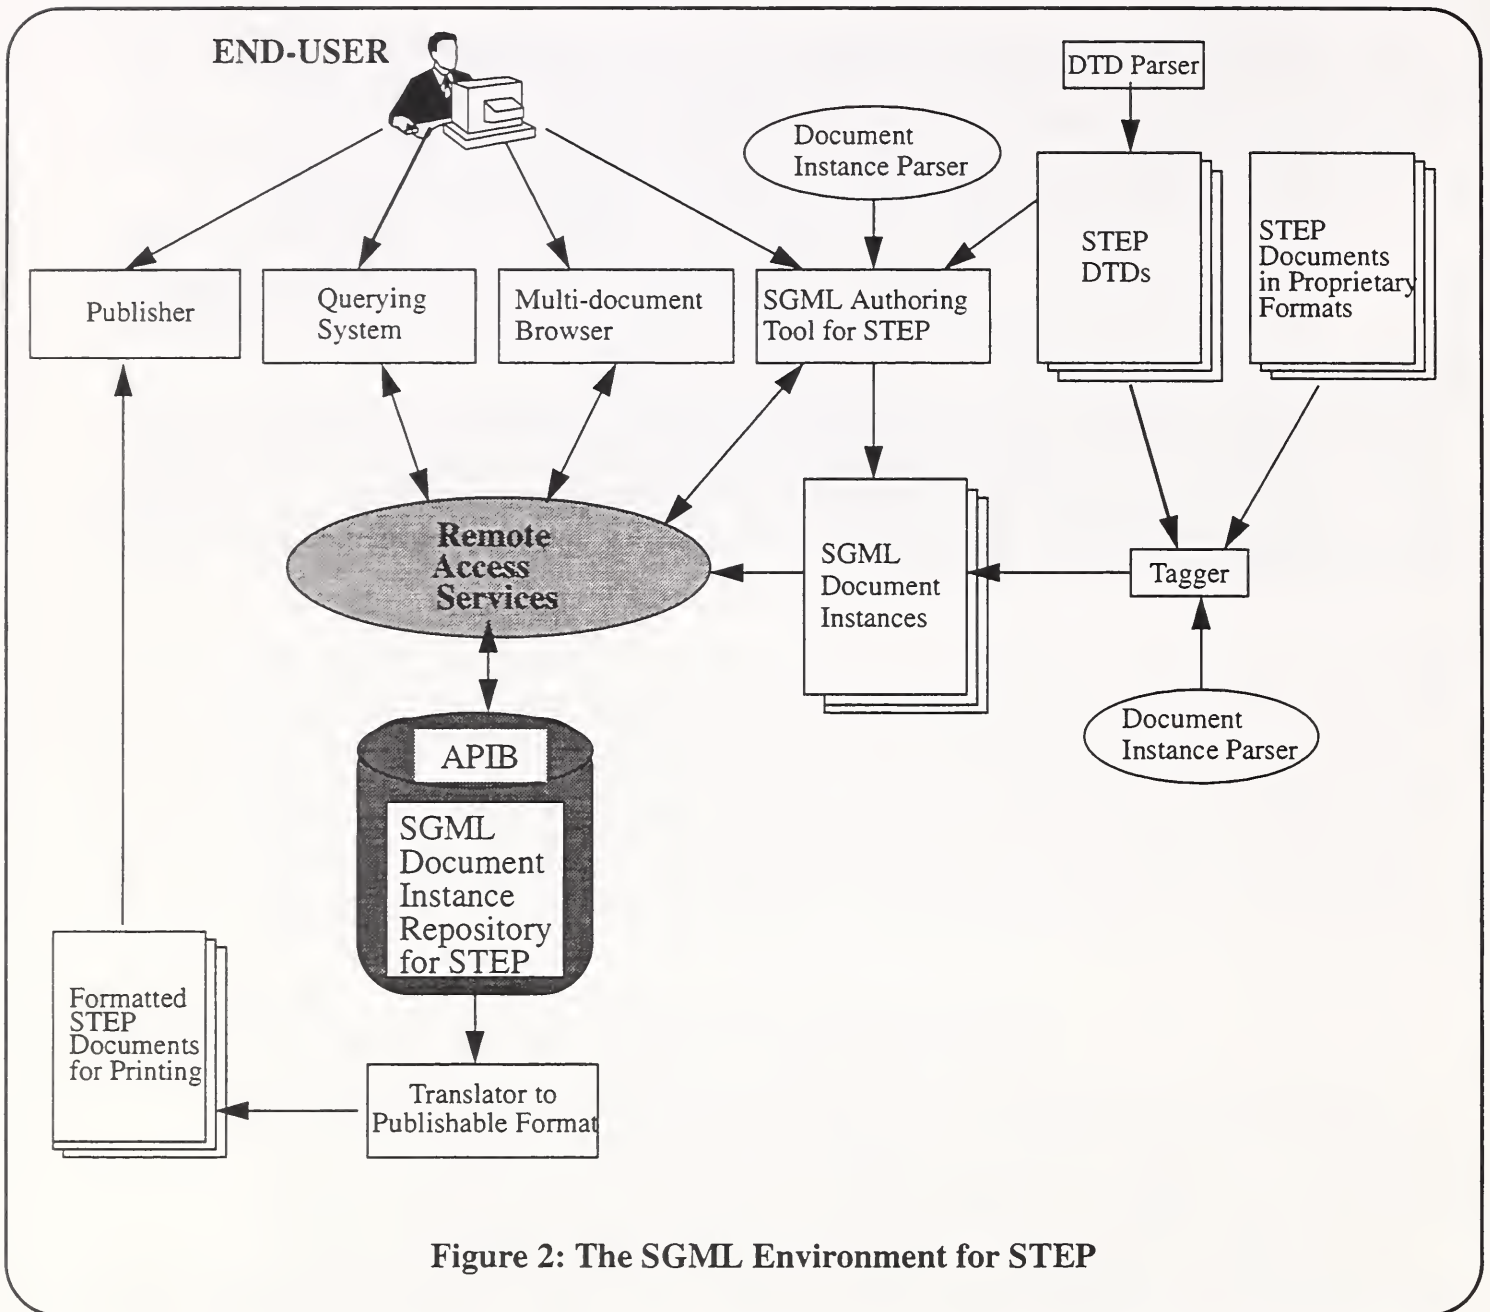 END-USER
DTD Parser
Document
Instance Parser
STEP
DTDs
STEP
Documents
in Proprietary
Formats
Publisher
Querying
System
Multi-document
Browser
SGML Authoring
Tool for STEP
Remote
Access
Services
SGML
Document
Instances
Tagger
Document
Instance Parser
APIB
SGML
Document
Instance
Repository
for STEP
Formatted
STEP
Documents
for Printing
Translator to
Publishable Format
Figure 2: The SGML Environment for STEP